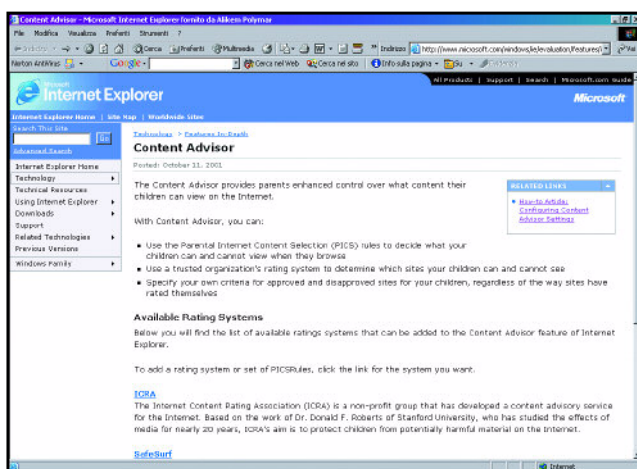 Content Advisor - Microsoft Internet Explorer fornito da Alikem Polymar
File Modifica Visualizza Preferiti Strumenti ?
Cerca Preferiti Multimedia Indirizzo http://www.microsoft.com/windows/ie/evaluation/features/ Vai
Norton AntiVirus Google Cerca nel Web Cerca nel sito Info sulla pagina Su
All Products | Support | Search | Microsoft.com Guide
Microsoft
Internet Explorer
Microsoft
Internet Explorer Home | Site Map | Worldwide Sites
Search This Site
Go
Advanced Search
Internet Explorer Home
Technology
Technical Resources
Using Internet Explorer
Downloads
Support
Related Technologies
Previous Versions
Windows Family
Technology > Features In-Depth
Content Advisor
Posted: October 11, 2001
The Content Advisor provides parents enhanced control over what content their
children can view on the Internet.
RELATED LINKS
How-to Article:
Configuring Content
Advisor Settings
With Content Advisor, you can:
Use the Parental Internet Content Selection (PICS) rules to decide what your
children can and cannot view when they browse
Use a trusted organization's rating system to determine which sites your children can and cannot see
Specify your own criteria for approved and disapproved sites for your children, regardless of the way sites have
rated themselves
Available Rating Systems
Below you will find the list of available ratings systems that can be added to the Content Advisor feature of Internet
Explorer.
To add a rating system or set of PICSRules, click the link for the system you want.
ICRA
The Internet Content Rating Association (ICRA) is a non-profit group that has developed a content advisory service
for the Internet. Based on the work of Dr. Donald F. Roberts of Stanford University, who has studied the effects of
media for nearly 20 years, ICRA's aim is to protect children from potentially harmful material on the Internet.
SafeSurf
Internet